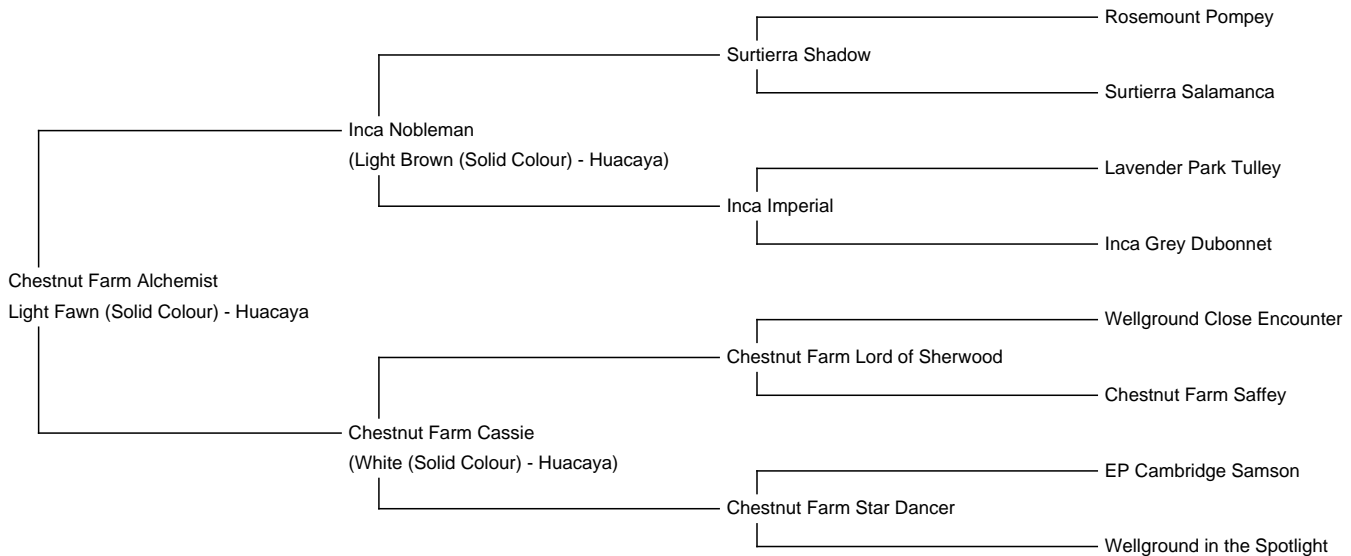 Rosemount Pompey
Surtierra Shadow
Surtierra Salamanca
Inca Nobleman
(Light Brown (Solid Colour) - Huacaya)
Lavender Park Tulley
Inca Imperial
Inca Grey Dubonnet
Chestnut Farm Alchemist
Light Fawn (Solid Colour) - Huacaya
Wellground Close Encounter
Chestnut Farm Lord of Sherwood
Chestnut Farm Saffey
Chestnut Farm Cassie
(White (Solid Colour) - Huacaya)
EP Cambridge Samson
Chestnut Farm Star Dancer
Wellground in the Spotlight